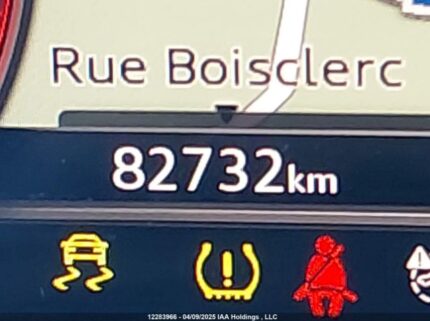 Rue Boisclerc
82732km
12283966 - 04/09/2025 IAA Holdings , LLC